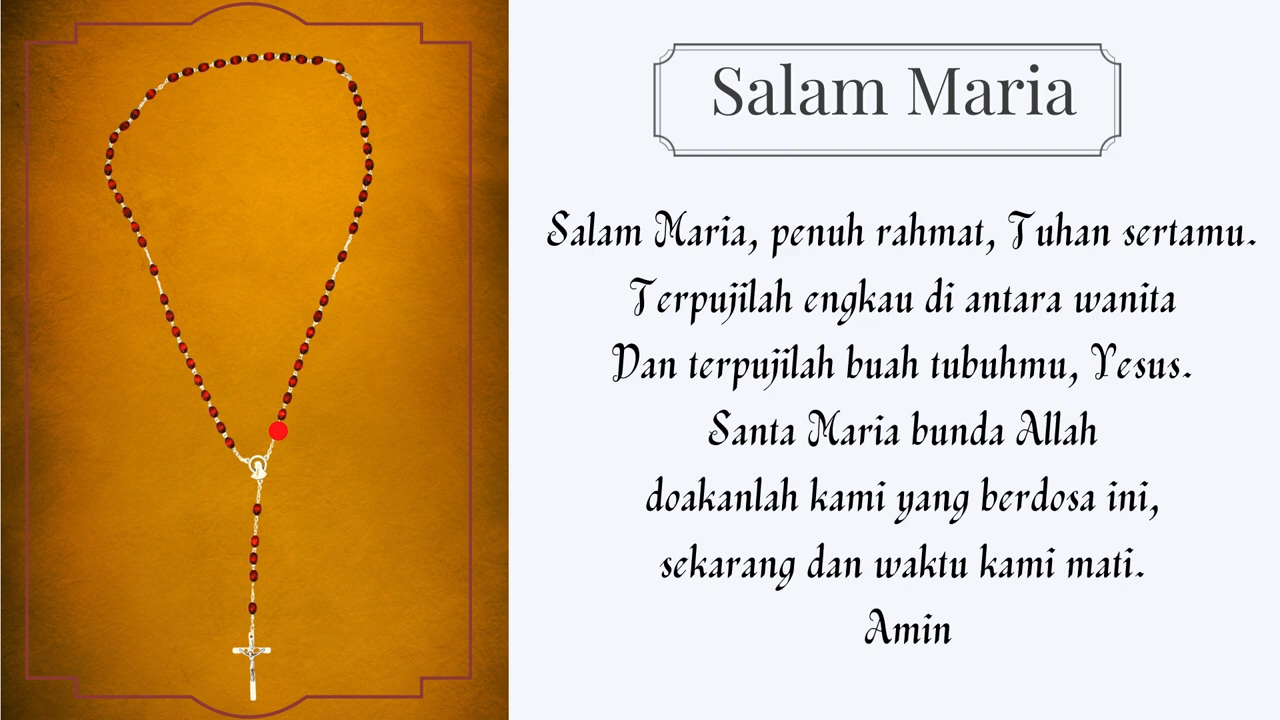 Salam Maria
Salam Maria, penuh rahmat, Tuhan sertamu.
Terpujilah engkau di antara wanita
Dan terpujilah buah tubuhmu, Yesus.
Santa Maria bunda Allah
doakanlah kami yang berdosa ini,
sekarang dan waktu kami mati.
Amin